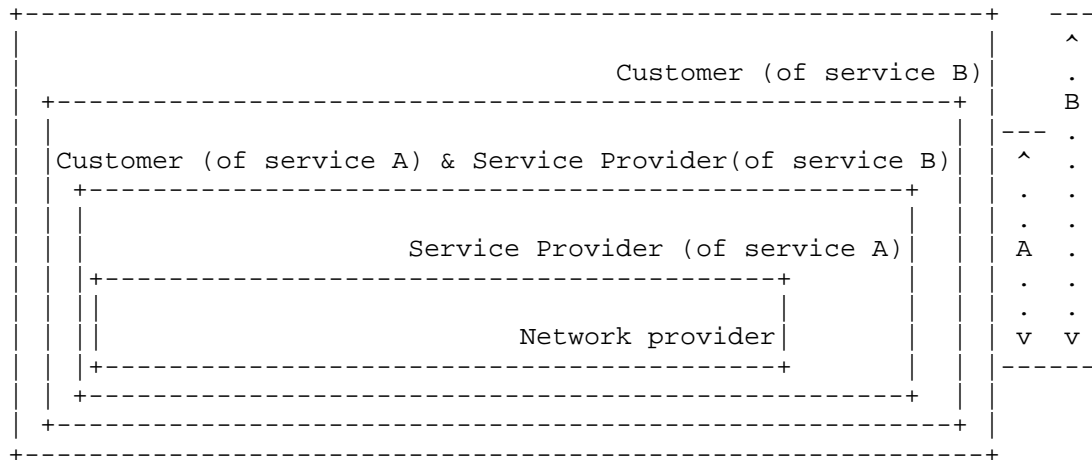 Customer (of service B)
B
Customer (of service A) & Service Provider(of service B)
Service Provider (of service A)
A
Network provider